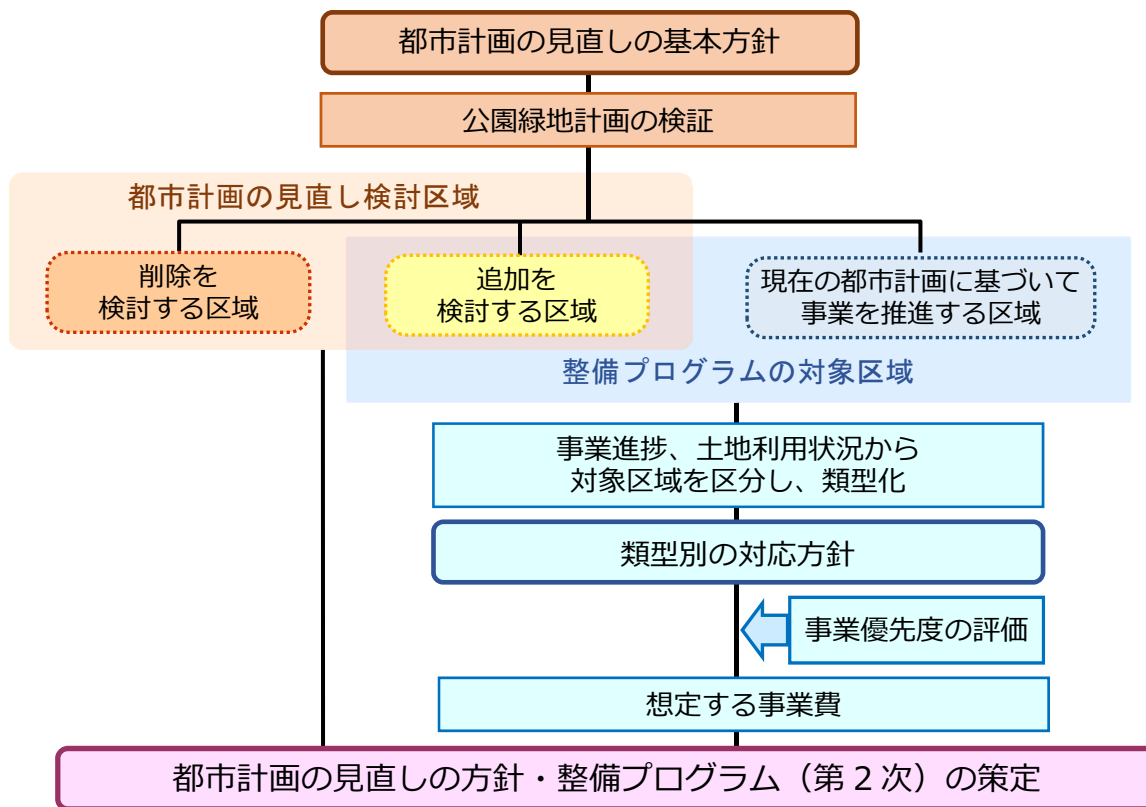 都市計画の見直しの基本方針
公園緑地計画の検証
都市計画の見直し検討区域
削除を
検討する区域
追加を
検討する区域
現在の都市計画に基づいて
事業を推進する区域
整備プログラムの対象区域
事業進捗、土地利用状況から
対象区域を区分し、類型化
類型別の対応方針
事業優先度の評価
想定する事業費
都市計画の見直しの方針・整備プログラム（第２次）の策定